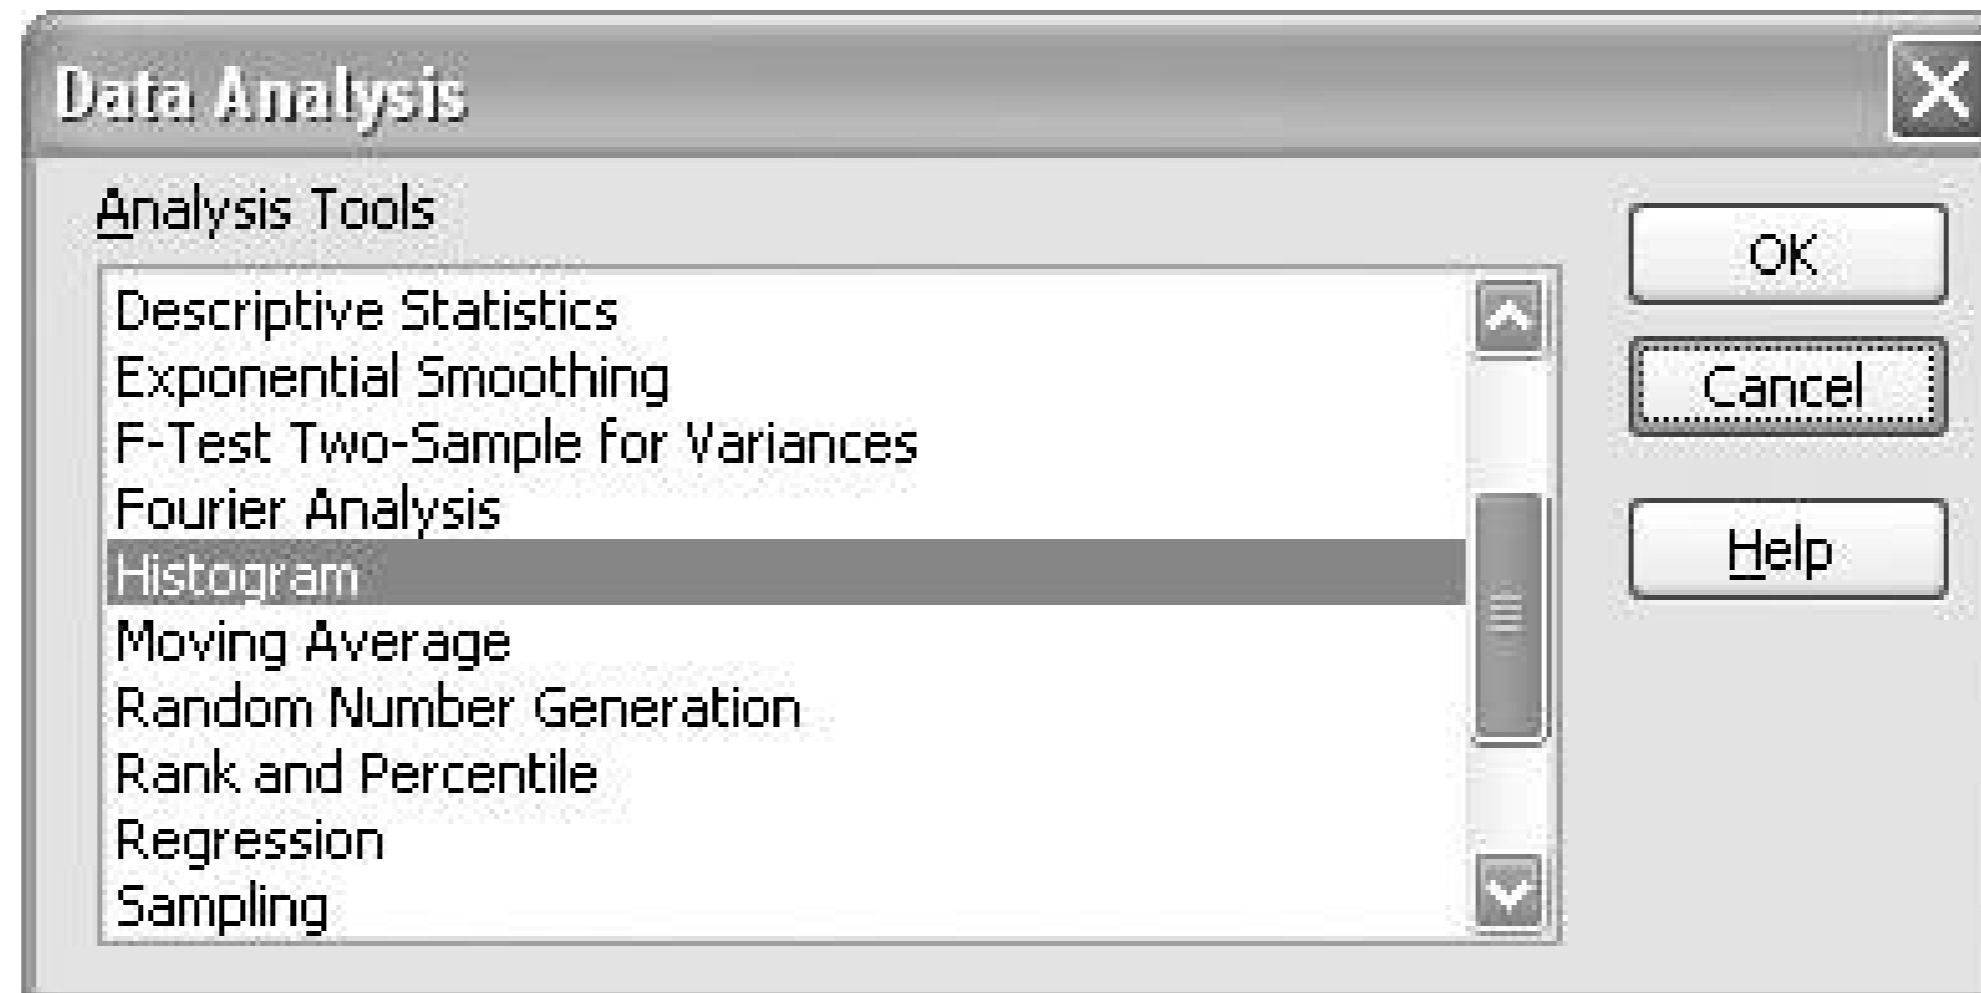 Data Analysis
Analysis Tools
Descriptive Statistics
Exponential Smoothing
F-Test Two-Sample for Variances
Fourier Analysis
Histogram
Moving Average
Random Number Generation
Rank and Percentile
Regression
Sampling
OK
Cancel
Help